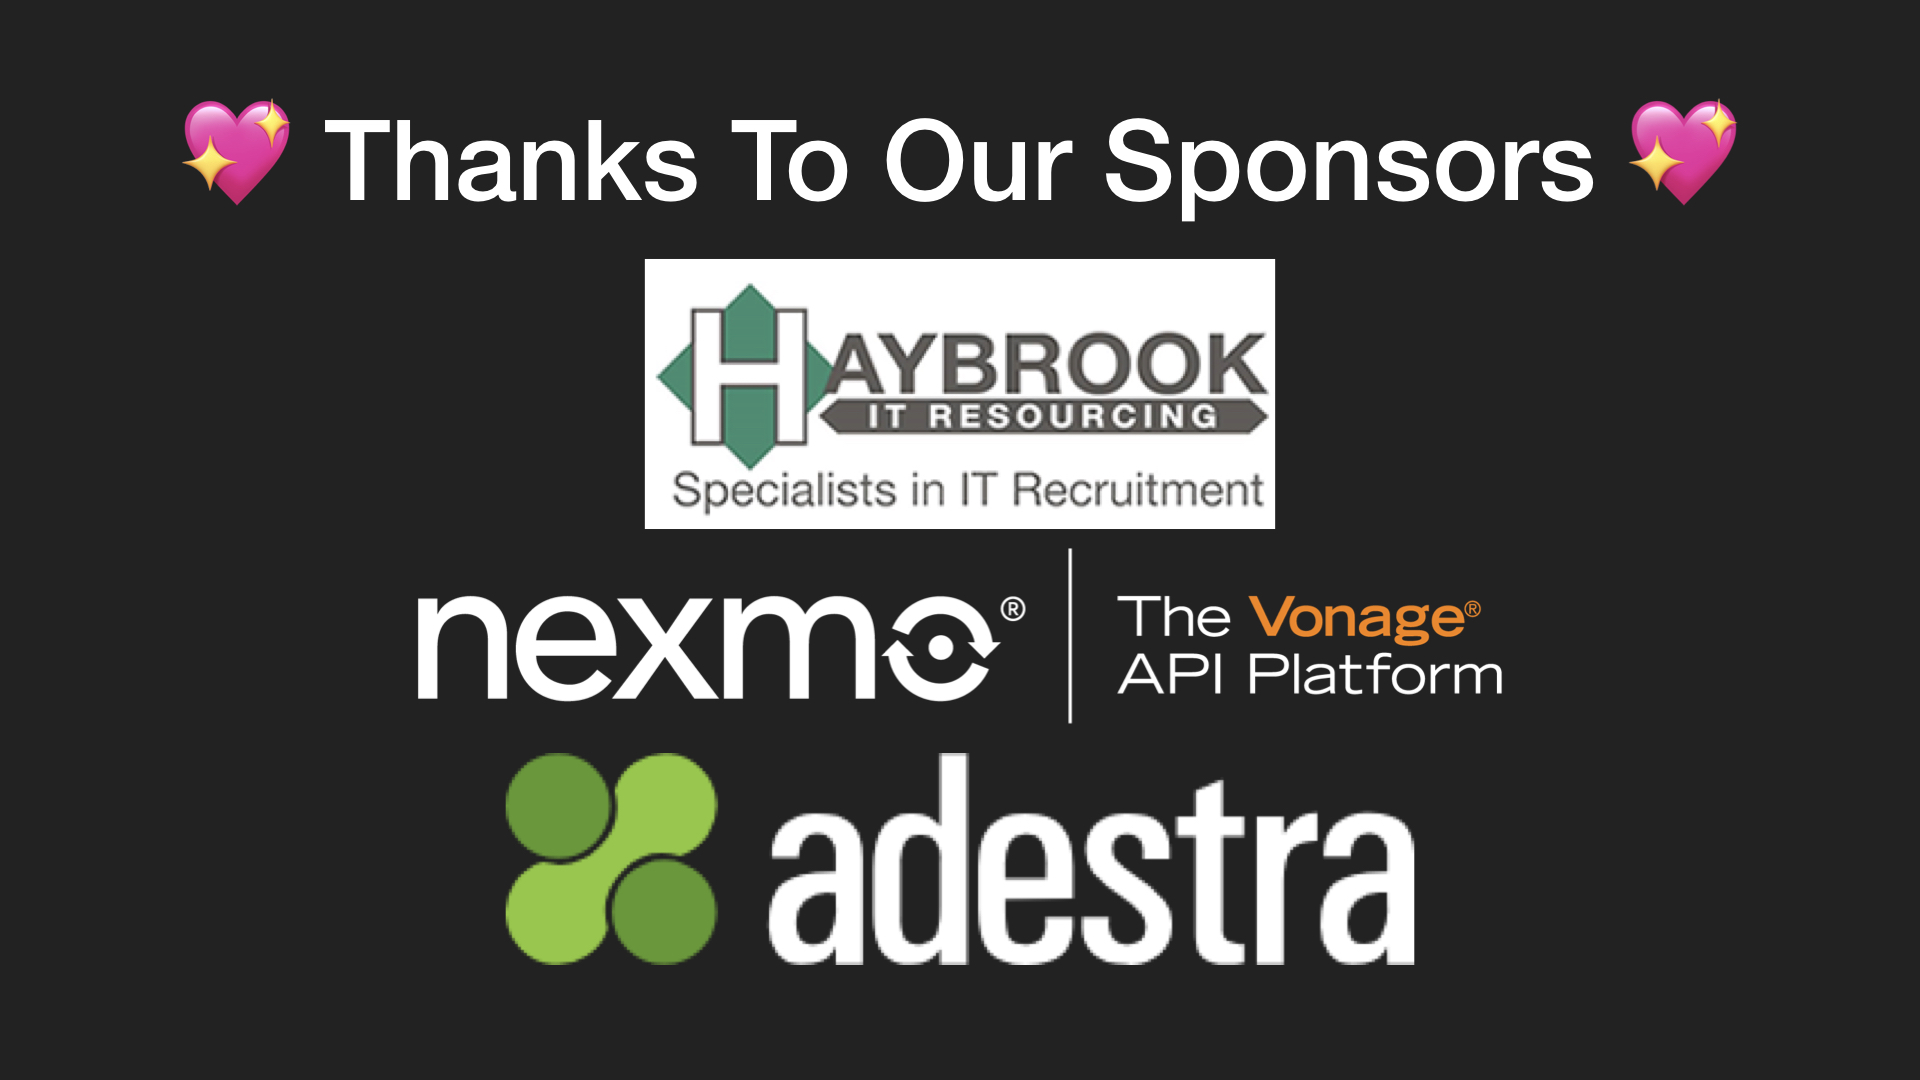 💖 Thanks To Our Sponsors 💖
HAYBROOK
IT RESOURCING
Specialists in IT Recruitment
nexmo®
The Vonage®
API Platform
adestra